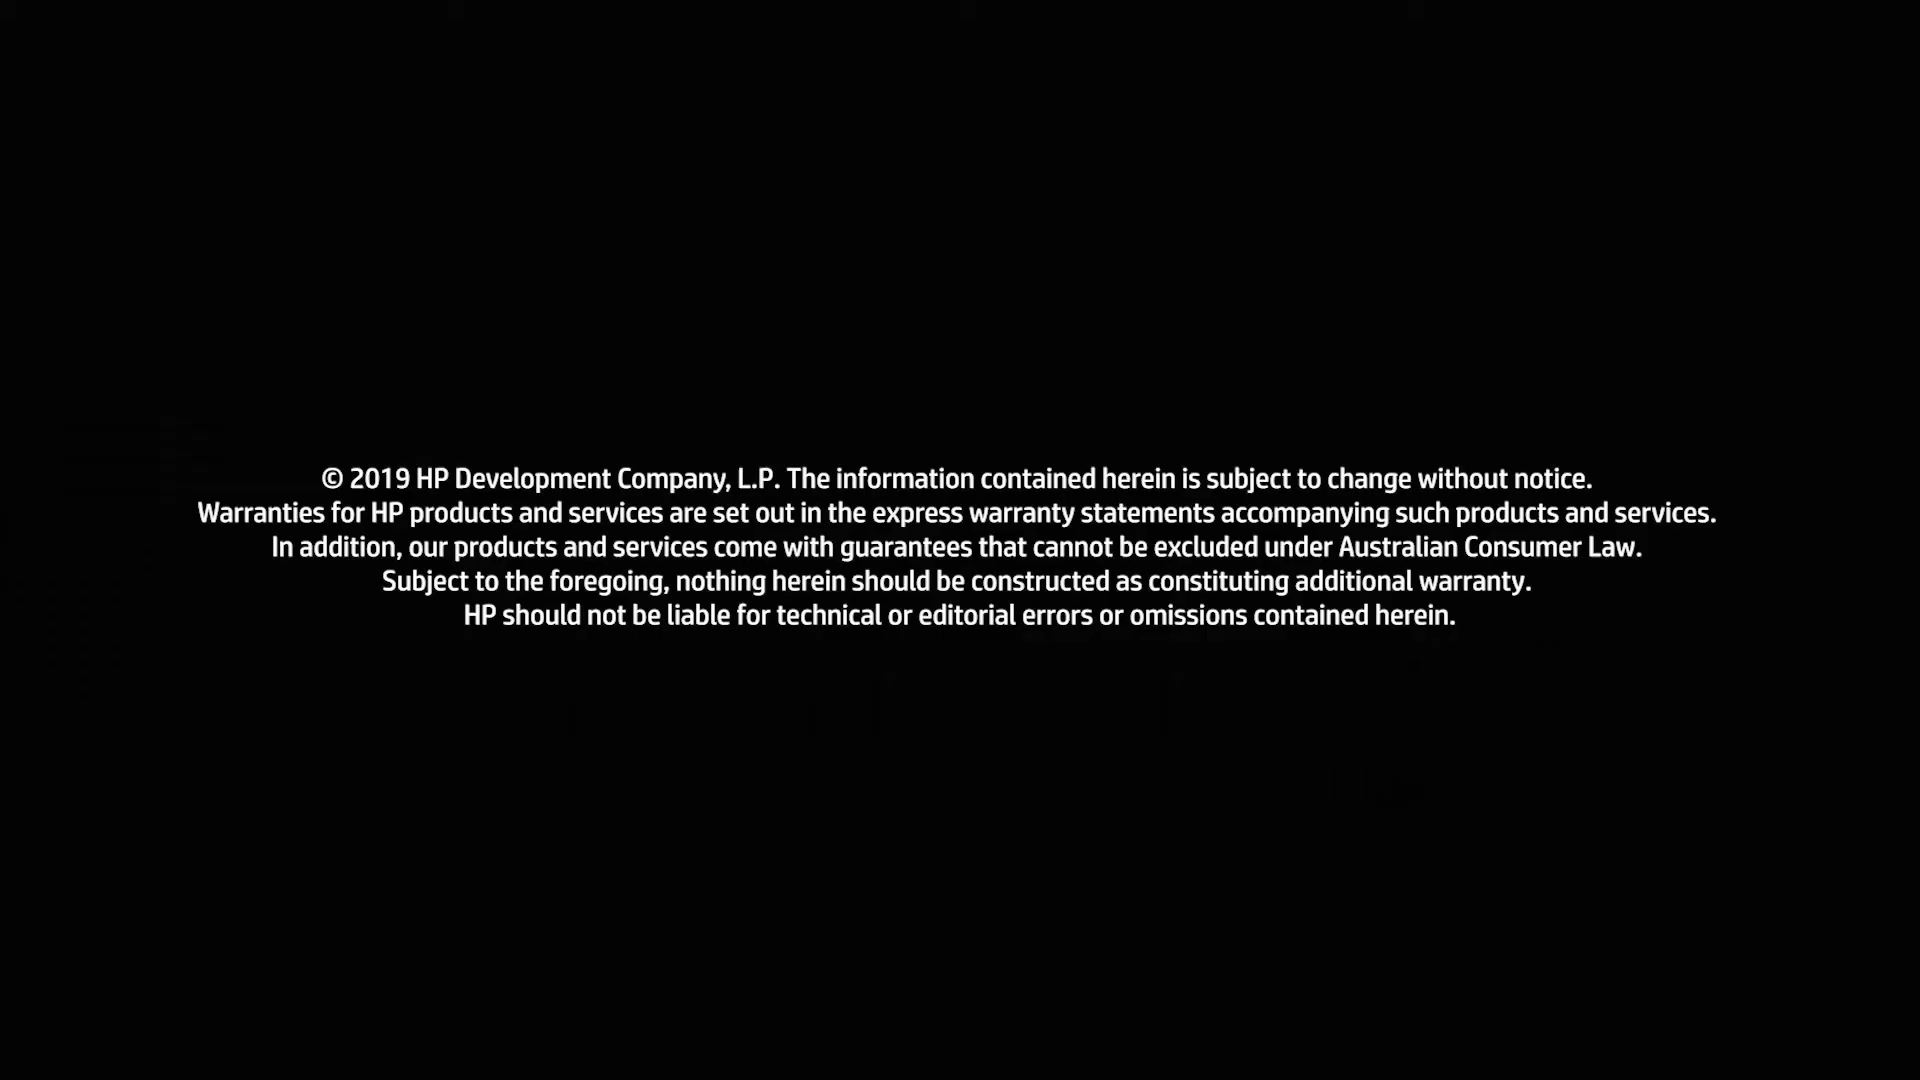 © 2019 HP Development Company, L.P. The information contained herein is subject to change without notice.
Warranties for HP products and services are set out in the express warranty statements accompanying such products and services.
In addition, our products and services come with guarantees that cannot be excluded under Australian Consumer Law.
Subject to the foregoing, nothing herein should be constructed as constituting additional warranty.
HP should not be liable for technical or editorial errors or omissions contained herein.